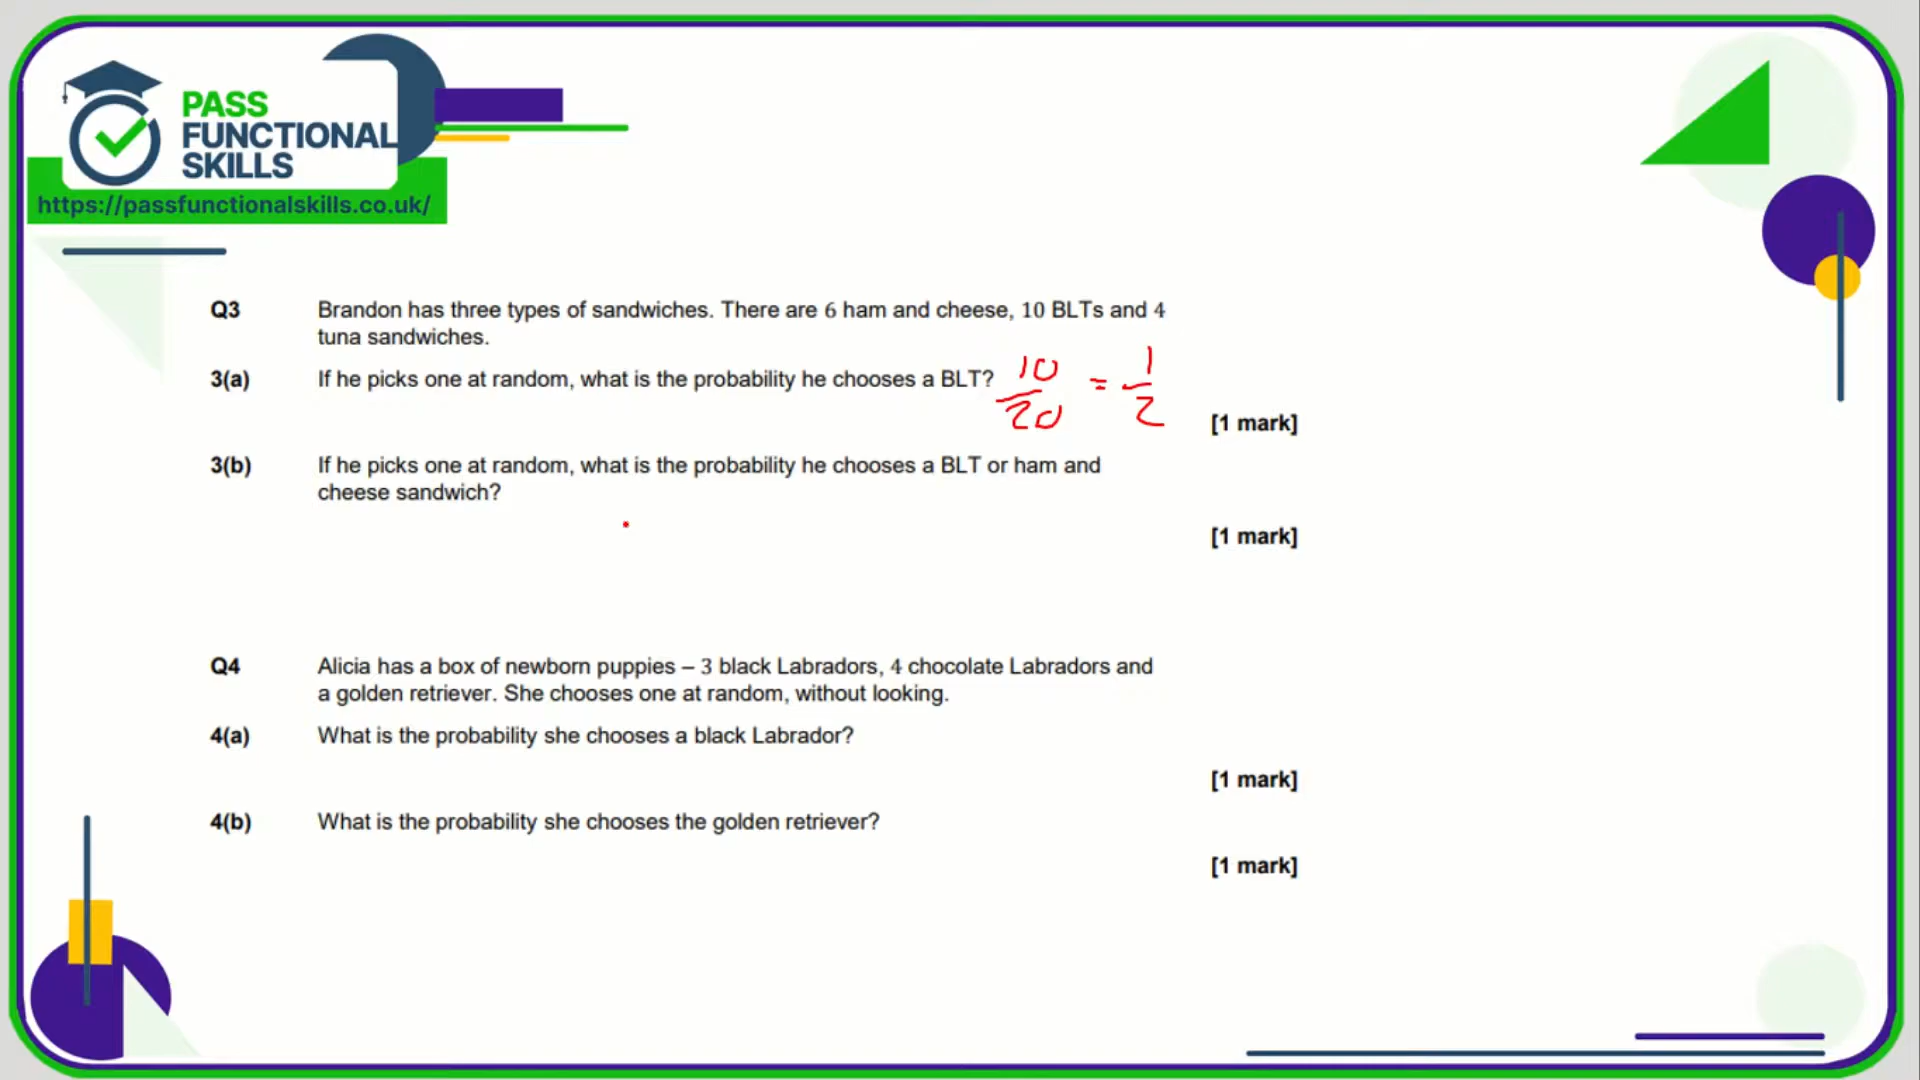 PASS
FUNCTIONAL
SKILLS
https://passfunctionalskills.co.uk/
Q3 Brandon has three types of sandwiches. There are 6 ham and cheese, 10 BLTs and 4
tuna sandwiches.
3(a) If he picks one at random, what is the probability he chooses a BLT? 10/20 = 1/2
[1 mark]
3(b) If he picks one at random, what is the probability he chooses a BLT or ham and
cheese sandwich?
[1 mark]
Q4 Alicia has a box of newborn puppies – 3 black Labradors, 4 chocolate Labradors and
a golden retriever. She chooses one at random, without looking.
4(a) What is the probability she chooses a black Labrador?
[1 mark]
4(b) What is the probability she chooses the golden retriever?
[1 mark]